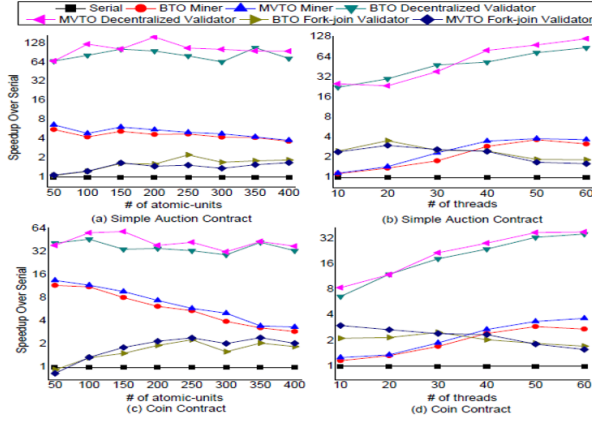 Serial BTO Miner MVTO Miner BTO Decentralized Validator
MVTO Decentralized Validator BTO Fork-join Validator MVTO Fork-join Validator
Speedup Over Serial
128
64
32
16
8
4
2
1
50 100 150 200 250 300 350 400
# of atomic-units
(a) Simple Auction Contract
128
64
32
16
8
4
2
1
10 20 30 40 50 60
# of threads
(b) Simple Auction Contract
Speedup Over Serial
64
32
16
8
4
2
1
50 100 150 200 250 300 350 400
# of atomic-units
(c) Coin Contract
32
16
8
4
2
1
10 20 30 40 50 60
# of threads
(d) Coin Contract